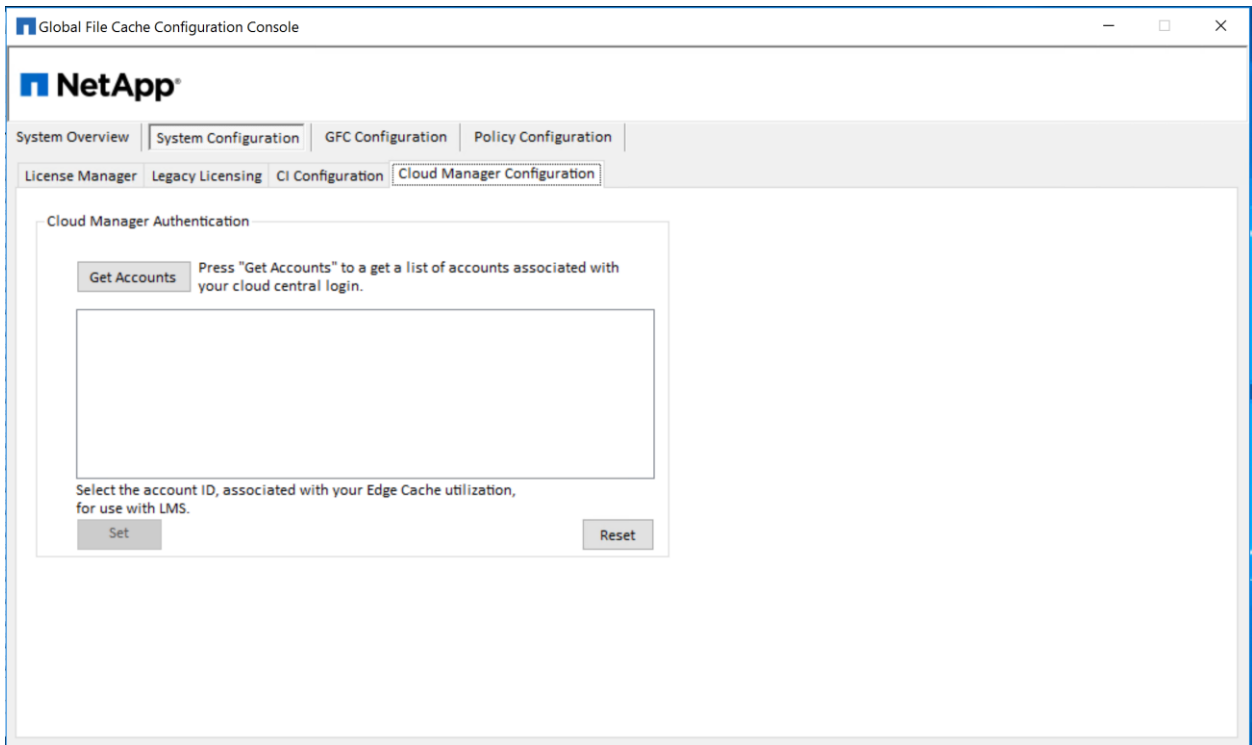 Global File Cache Configuration Console
NetApp®
System Overview System Configuration GFC Configuration Policy Configuration
License Manager Legacy Licensing CI Configuration Cloud Manager Configuration
Cloud Manager Authentication
Get Accounts
Press "Get Accounts" to a get a list of accounts associated with
your cloud central login.
Select the account ID, associated with your Edge Cache utilization,
for use with LMS.
Set Reset